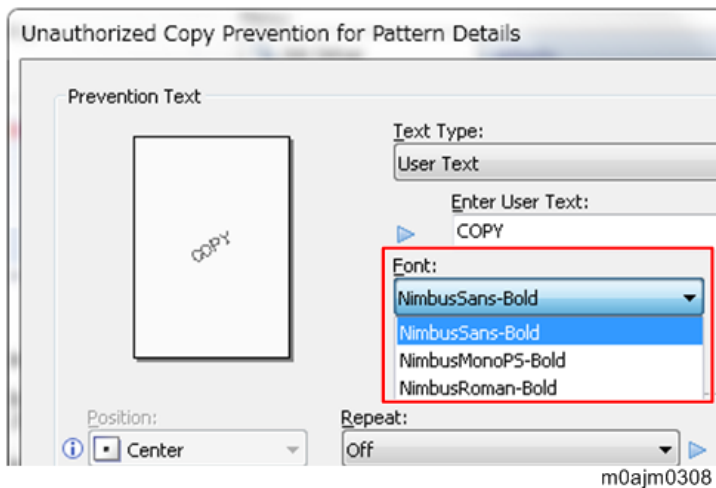 Unauthorized Copy Prevention for Pattern Details
Prevention Text
Text Type:
User Text
Enter User Text:
COPY
COPY
Font:
NimbusSans-Bold
NimbusSans-Bold
NimbusMonoPS-Bold
NimbusRoman-Bold
Position:
Center
Repeat:
Off
m0ajm0308